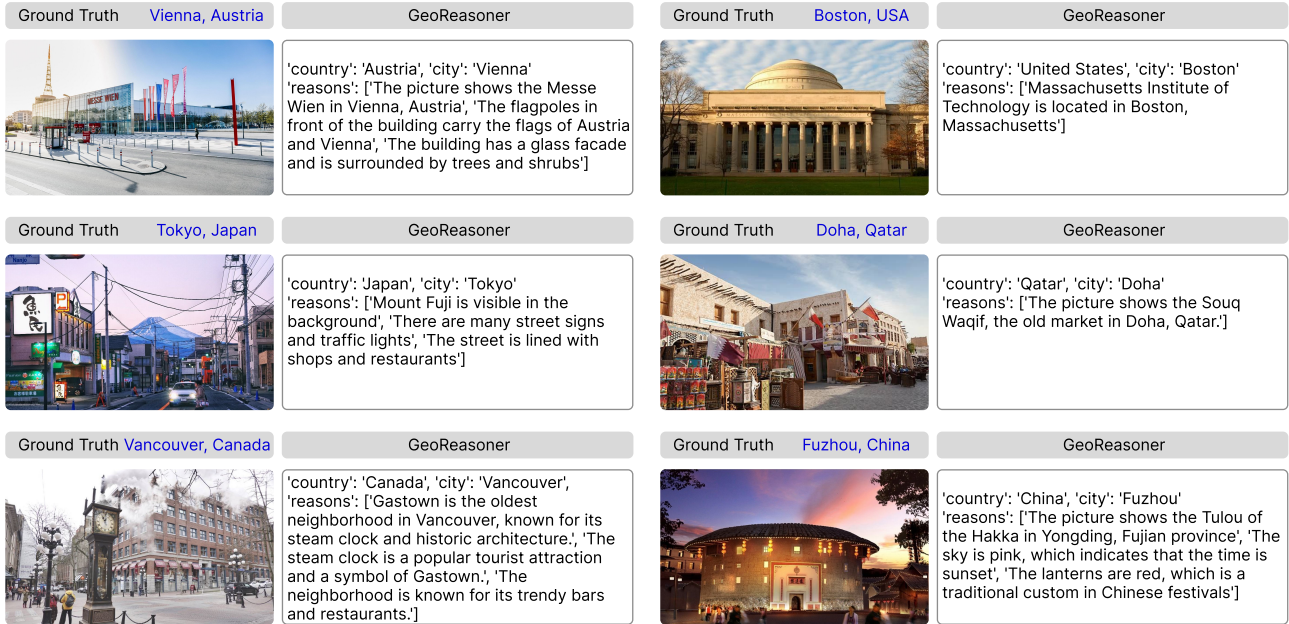 Ground Truth Vienna, Austria
GeoReasoner
MESSE WIEN
'country': 'Austria', 'city': 'Vienna'
'reasons': ['The picture shows the Messe
Wien in Vienna, Austria', 'The flagpoles in
front of the building carry the flags of Austria
and Vienna', 'The building has a glass facade
and is surrounded by trees and shrubs']
Ground Truth Boston, USA
GeoReasoner
'country': 'United States', 'city': 'Boston'
'reasons': ['Massachusetts Institute of
Technology is located in Boston,
Massachusetts']
Ground Truth Tokyo, Japan
GeoReasoner
魚民
P
'country': 'Japan', 'city': 'Tokyo'
'reasons': ['Mount Fuji is visible in the
background', 'There are many street signs
and traffic lights', 'The street is lined with
shops and restaurants']
Ground Truth Doha, Qatar
GeoReasoner
'country': 'Qatar', 'city': 'Doha'
'reasons': ['The picture shows the Souq
Waqif, the old market in Doha, Qatar.']
Ground Truth Vancouver, Canada
GeoReasoner
'country': 'Canada', 'city': 'Vancouver',
'reasons': ['Gastown is the oldest
neighborhood in Vancouver, known for its
steam clock and historic architecture.', 'The
steam clock is a popular tourist attraction
and a symbol of Gastown.', 'The
neighborhood is known for its trendy bars
and restaurants.']
Ground Truth Fuzhou, China
GeoReasoner
'country': 'China', 'city': 'Fuzhou'
'reasons': ['The picture shows the Tulou of
the Hakka in Yongding, Fujian province', 'The
sky is pink, which indicates that the time is
sunset', 'The lanterns are red, which is a
traditional custom in Chinese festivals']